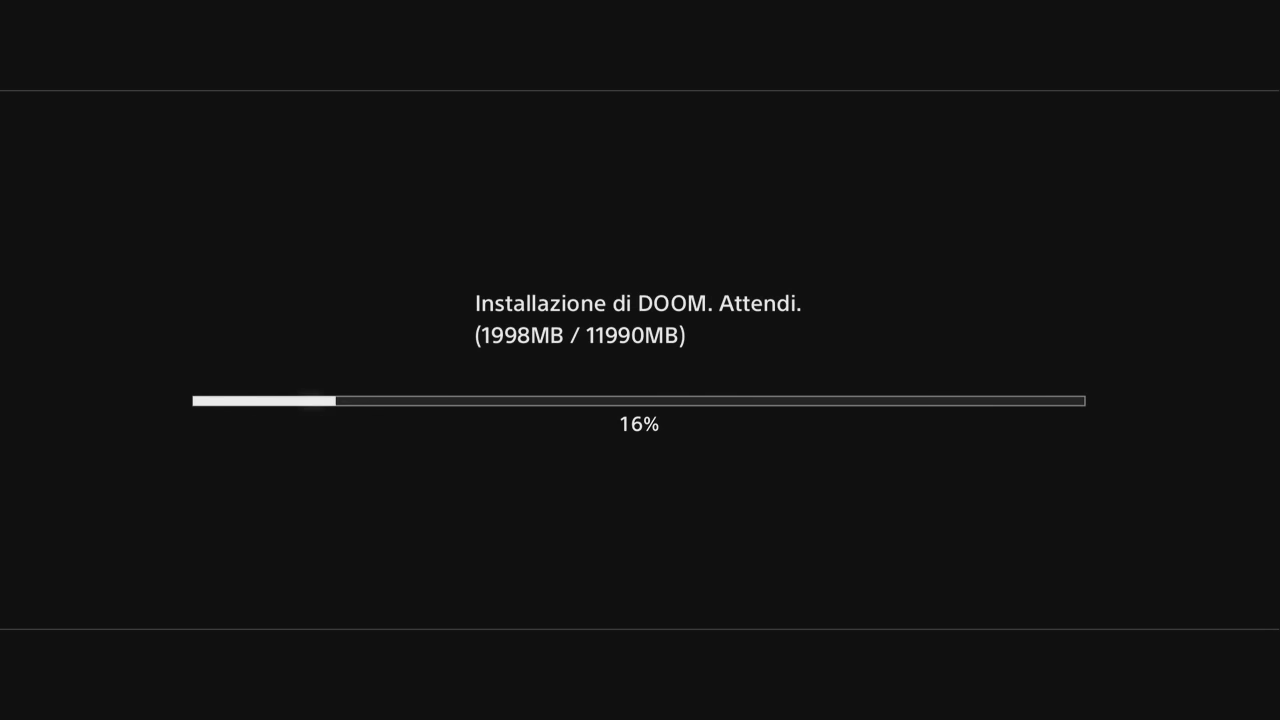 Installazione di DOOM. Attendi.
(1998MB / 11990MB)
16%